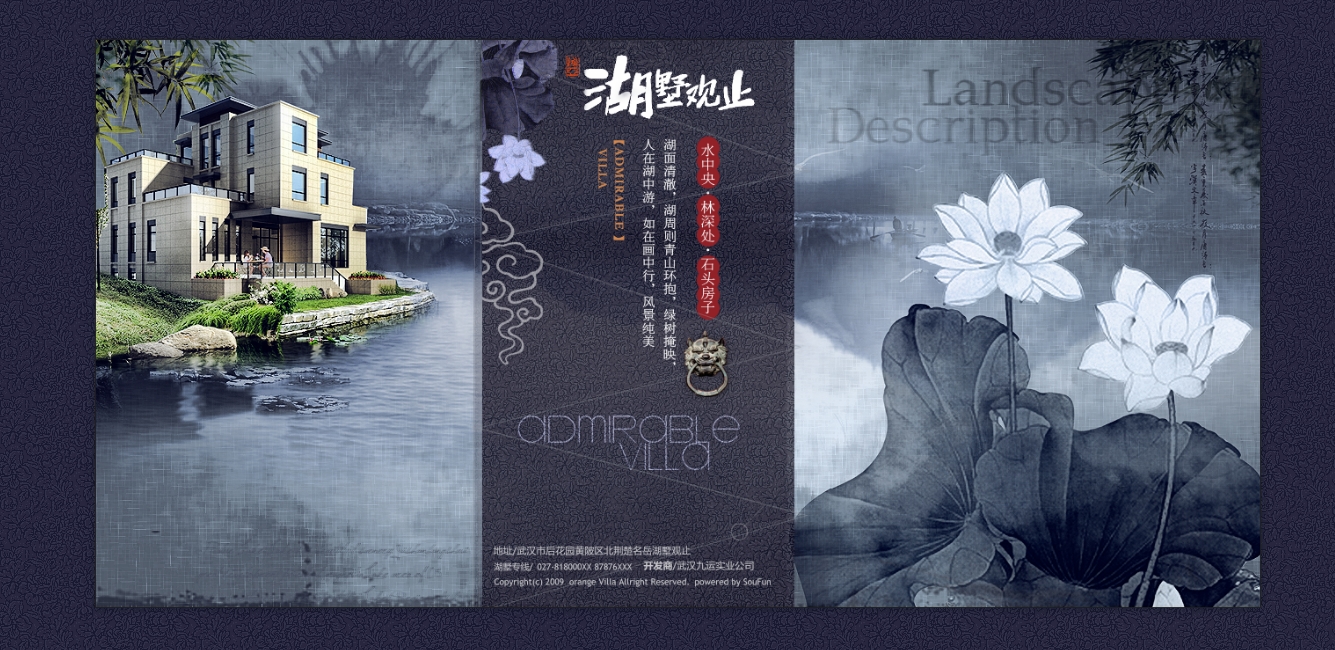 湖墅观止
Landsca
Description
水中央·林深处·石头房子
湖面清澈，湖周则青山环抱，绿树掩映，
人在湖中游，如在画中行，风景纯美
【ADMIRABLE】
VILLA
ADMIRABLE
VILLA
地址/武汉市后花园黄陂区北荆楚名岳湖墅观止
湖墅专线/ 027-818000XX 87876XXX 开发商/武汉九运实业公司
Copyright(c) 2009 orange Villa Allright Reserved. powered by SouFun